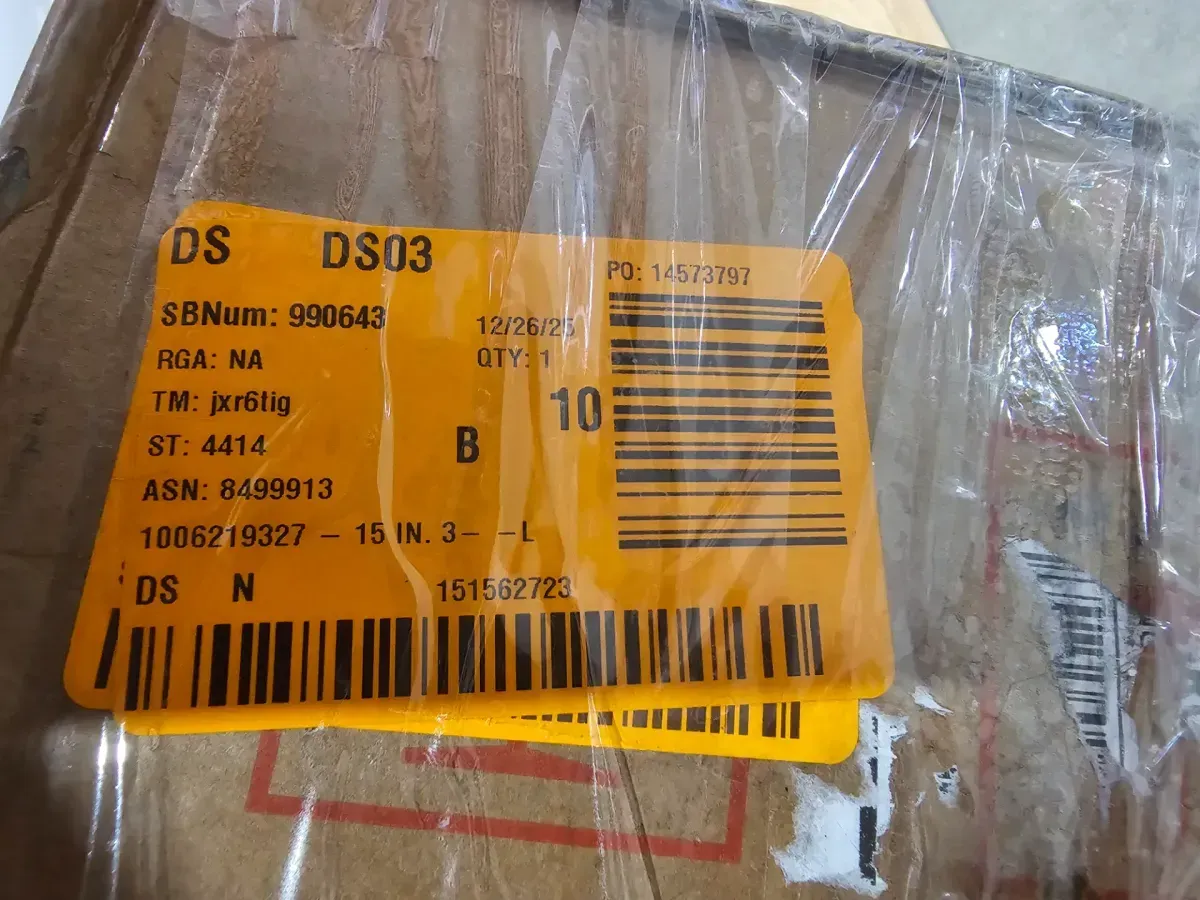 DS DS03
PO: 14573797
SBNum: 990643
12/26/25
RGA: NA
QTY: 1
TM: jxr6tig
10
ST: 4414
B
ASN: 8499913
1006219327 - 15 IN. 3- -L
DS N 151562723